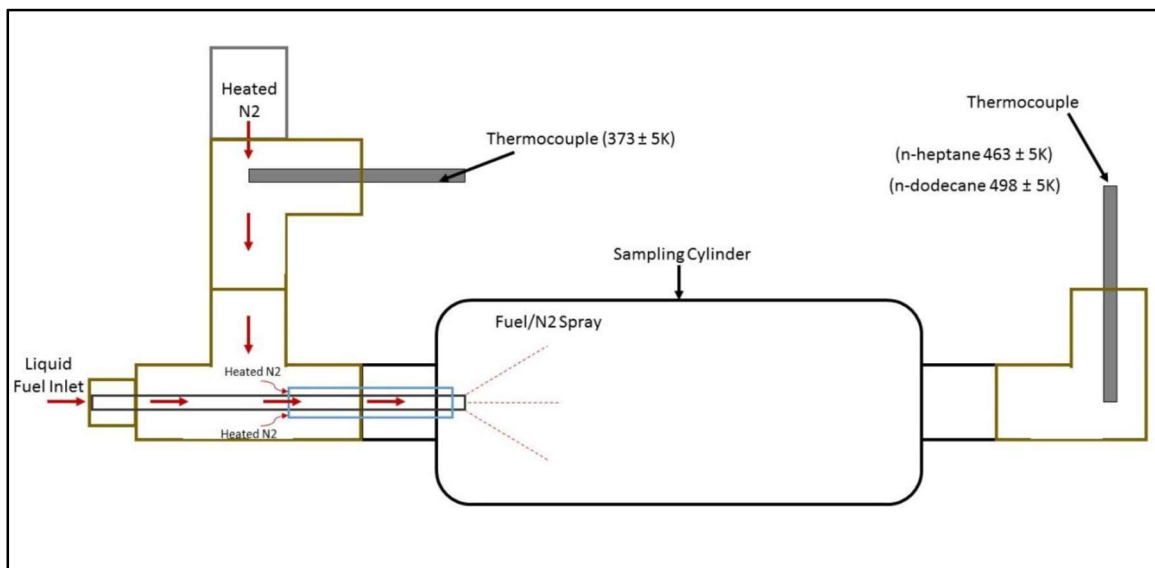 Heated
N2
Thermocouple (373 ± 5K)
Thermocouple
(n-heptane 463 ± 5K)
(n-dodecane 498 ± 5K)
Sampling Cylinder
Fuel/N2 Spray
Liquid
Fuel Inlet
Heated N2
Heated N2